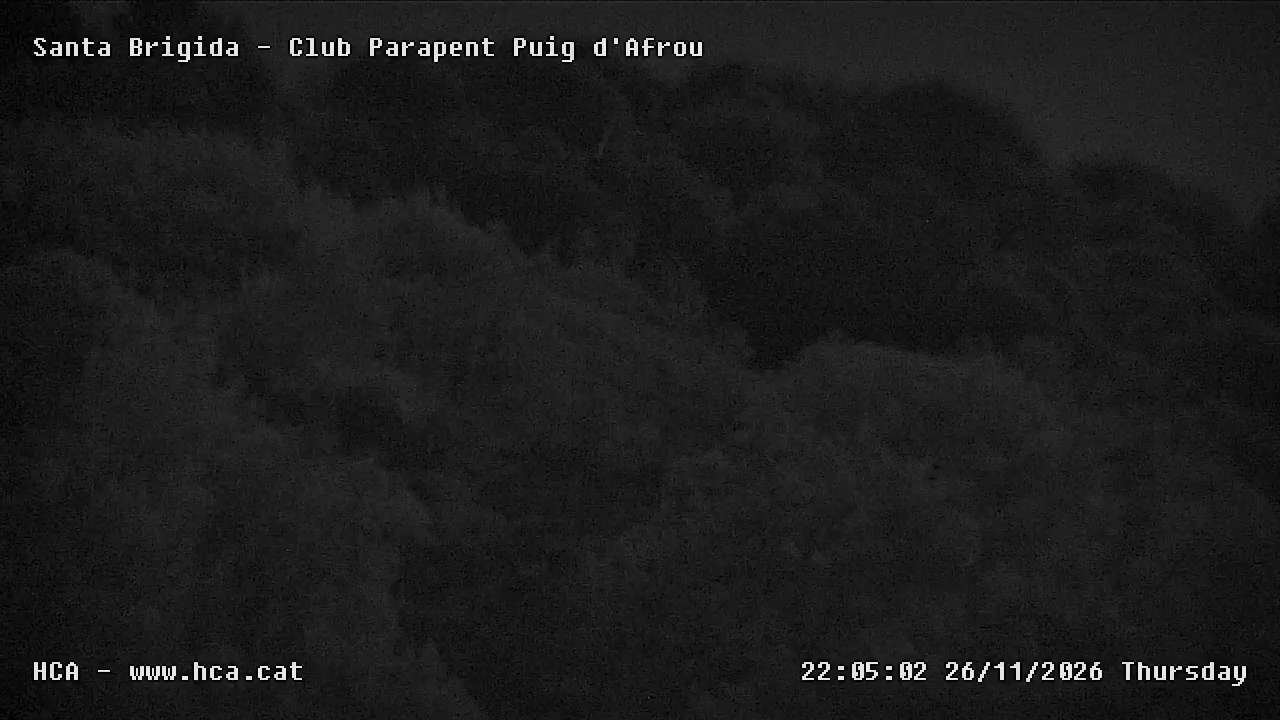 Santa Brigida - Club Parapent Puig d'Afrou
HCA - www.hca.cat
22:05:02 26/11/2026 Thursday